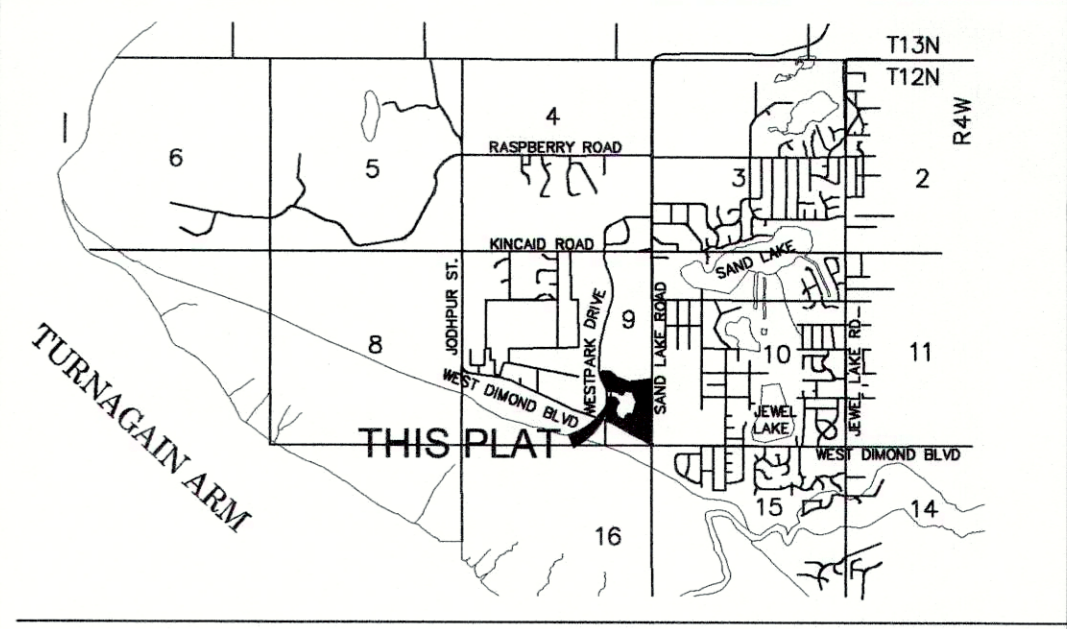 T13N
T12N
R4W
6
5
4
3
2
RASPBERRY ROAD
KINCAID ROAD
SAND LAKE
JODHPUR ST.
WESTPARK DRIVE
9
SAND LAKE ROAD
8
10
JEWEL LAKE RD
11
WEST DIMOND BLVD
JEWEL
LAKE
THIS PLAT
WEST DIMOND BLVD
TURNAGAIN ARM
15
14
16